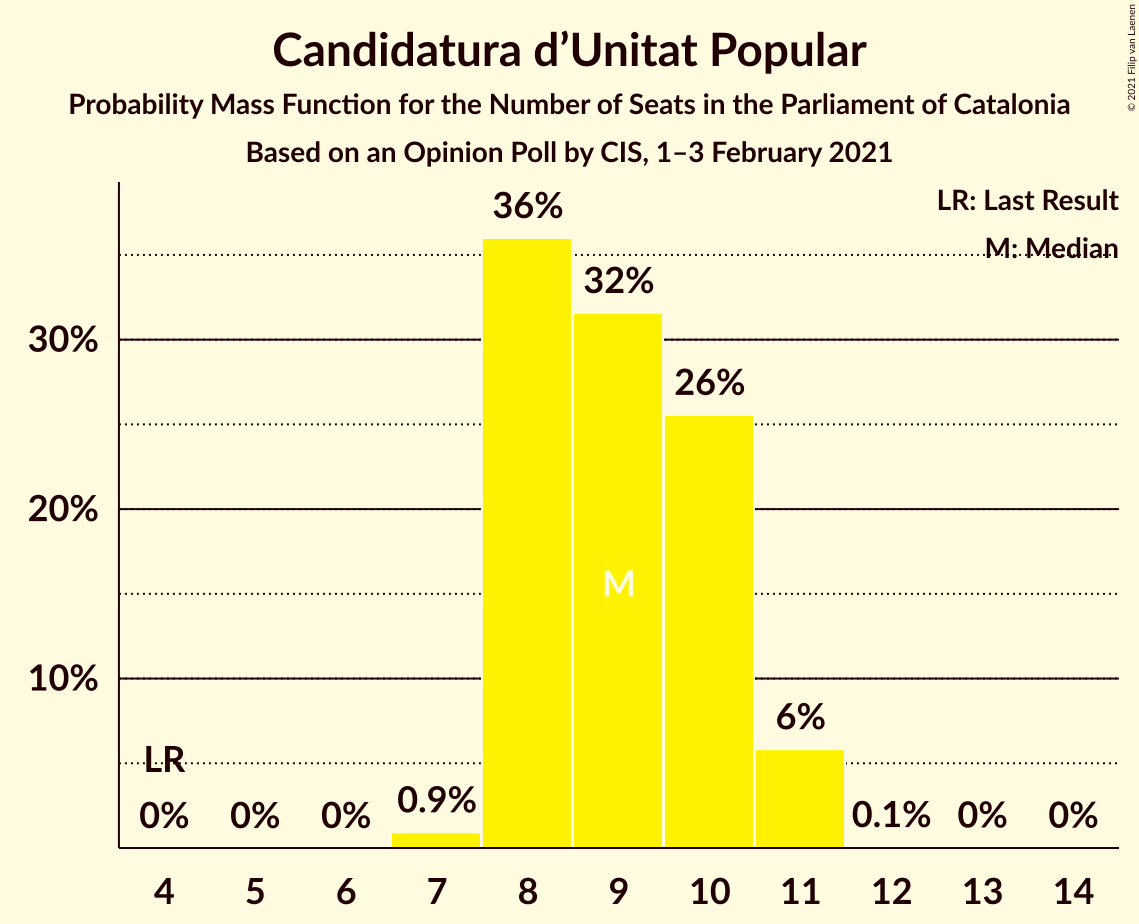 Candidatura d’Unitat Popular
Probability Mass Function for the Number of Seats in the Parliament of Catalonia
Based on an Opinion Poll by CIS, 1–3 February 2021
© 2021 Filip van Laenen
LR: Last Result
M: Median
36%
32%
30%
26%
20%
M
10%
6%
LR
0% 0% 0% 0.9% 0.1% 0% 0%
4 5 6 7 8 9 10 11 12 13 14